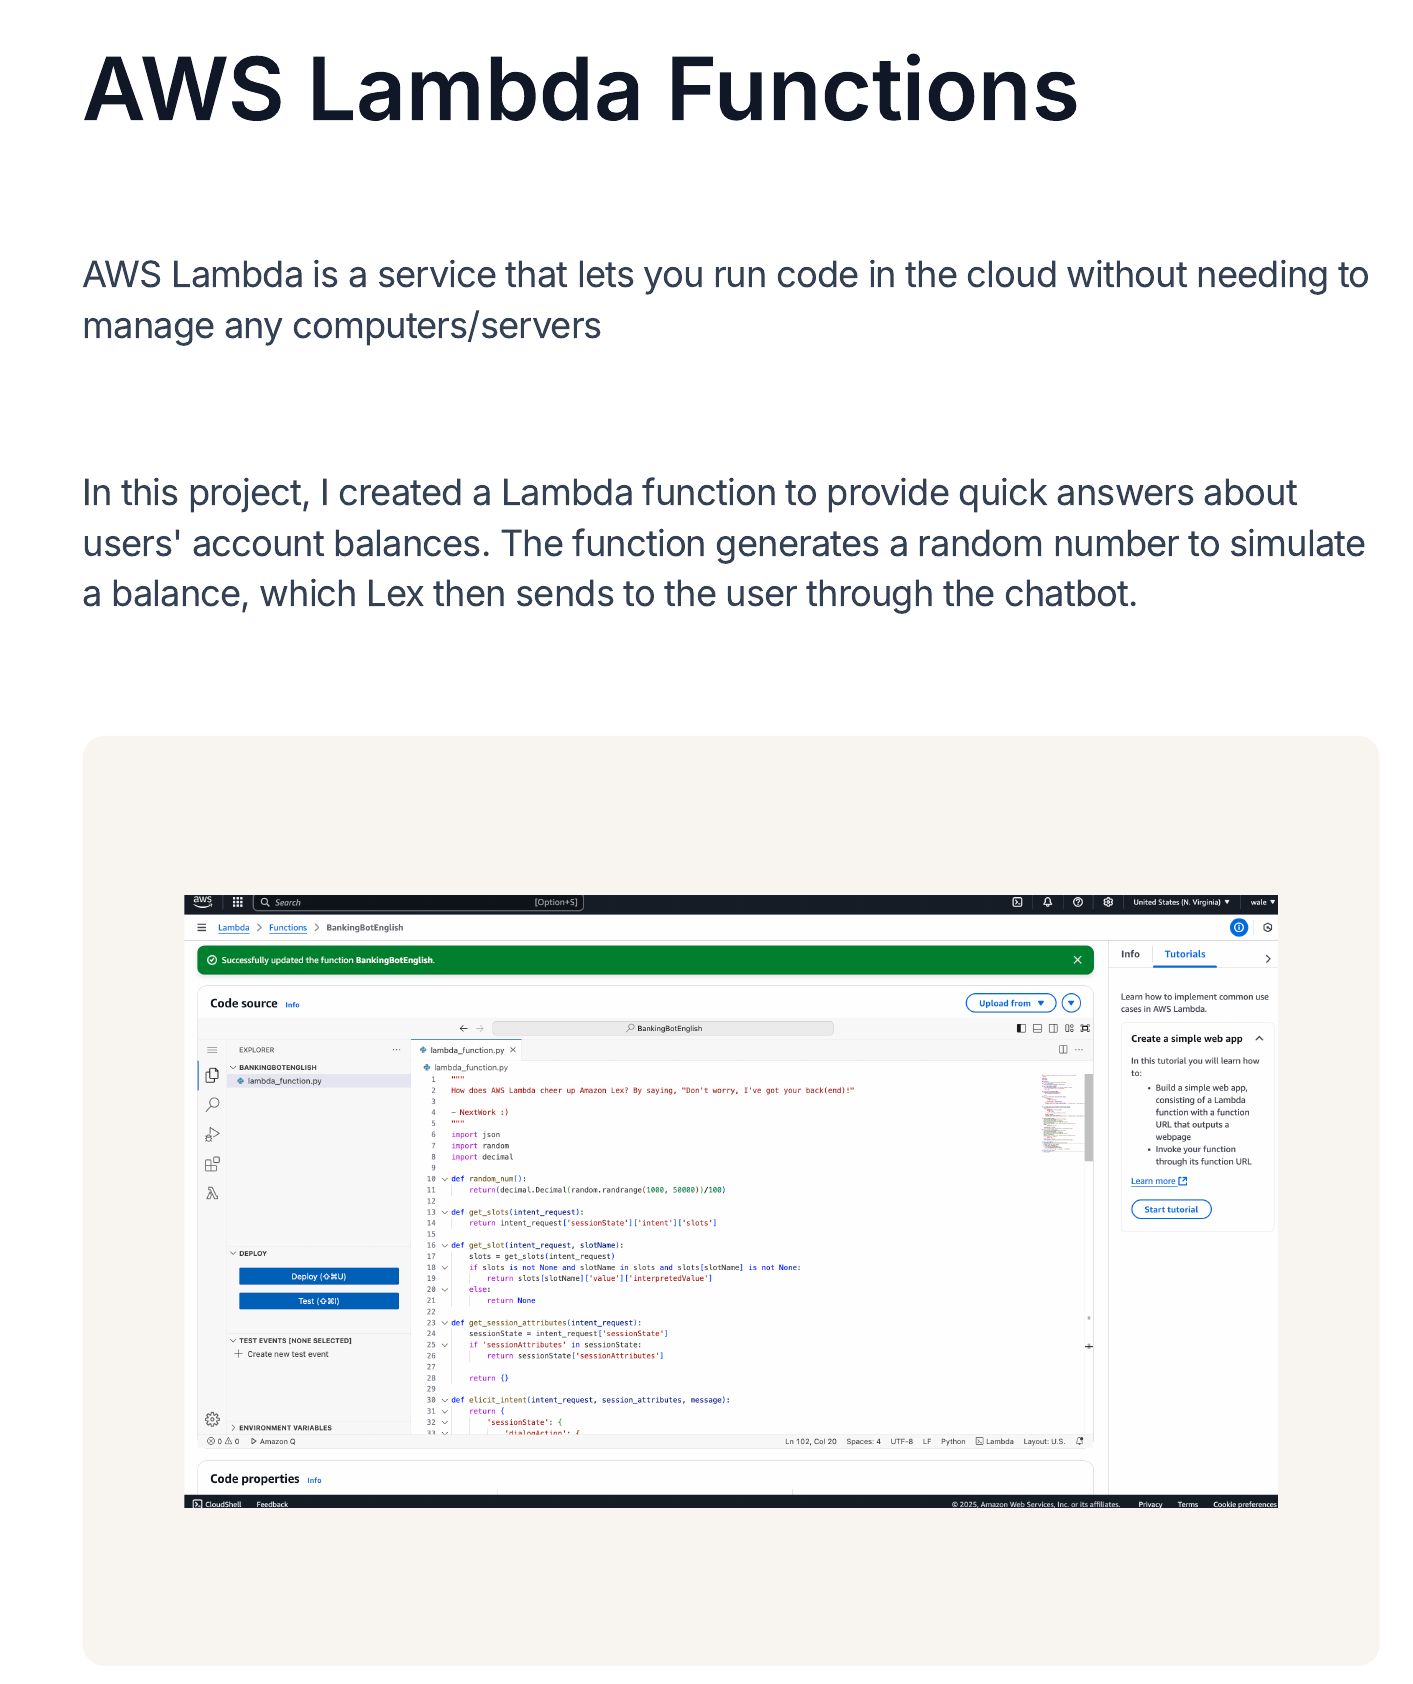 AWS Lambda Functions
AWS Lambda is a service that lets you run code in the cloud without needing to
manage any computers/servers
In this project, I created a Lambda function to provide quick answers about
users' account balances. The function generates a random number to simulate
a balance, which Lex then sends to the user through the chatbot.
aws Search [Option+S] United States (N. Virginia) ▼ wale ▼
Lambda > Functions > BankingBotEnglish
Successfully updated the function BankingBotEnglish.
Info Tutorials
Learn how to implement common use
cases in AWS Lambda.
Create a simple web app
In this tutorial you will learn how
to:
• Build a simple web app,
consisting of a Lambda
function with a function
URL that outputs a
webpage
• Invoke your function
through its function URL
Learn more
Start tutorial
Code source Info
Upload from ▼
BankingBotEnglish
EXPLORER
BANKINGBOTENGLISH
lambda_function.py
DEPLOY
Deploy (⇧⌘U)
Test (⇧⌘I)
TEST EVENTS [NONE SELECTED]
Create new test event
ENVIRONMENT VARIABLES
lambda_function.py
lambda_function.py
1 """
2 How does AWS Lambda cheer up Amazon Lex? By saying, "Don't worry, I've got your back(end)!"
3
4 - NextWork :)
5 """
6 import json
7 import random
8 import decimal
9
10 def random_num():
11 return(decimal.Decimal(random.randrange(1000, 50000))/100)
12
13 def get_slots(intent_request):
14 return intent_request['sessionState']['intent']['slots']
15
16 def get_slot(intent_request, slotName):
17 slots = get_slots(intent_request)
18 if slots is not None and slotName in slots and slots[slotName] is not None:
19 return slots[slotName]['value']['interpretedValue']
20 else:
21 return None
22
23 def get_session_attributes(intent_request):
24 sessionState = intent_request['sessionState']
25 if 'sessionAttributes' in sessionState:
26 return sessionState['sessionAttributes']
27
28 return {}
29
30 def elicit_intent(intent_request, session_attributes, message):
31 return {
32 'sessionState': {
33 'dialogAction': {
0 0 Amazon Q Ln 102, Col 20 Spaces: 4 UTF-8 LF Python Lambda Layout: U.S.
Code properties Info
CloudShell Feedback © 2025, Amazon Web Services, Inc. or its affiliates. Privacy Terms Cookie preferences